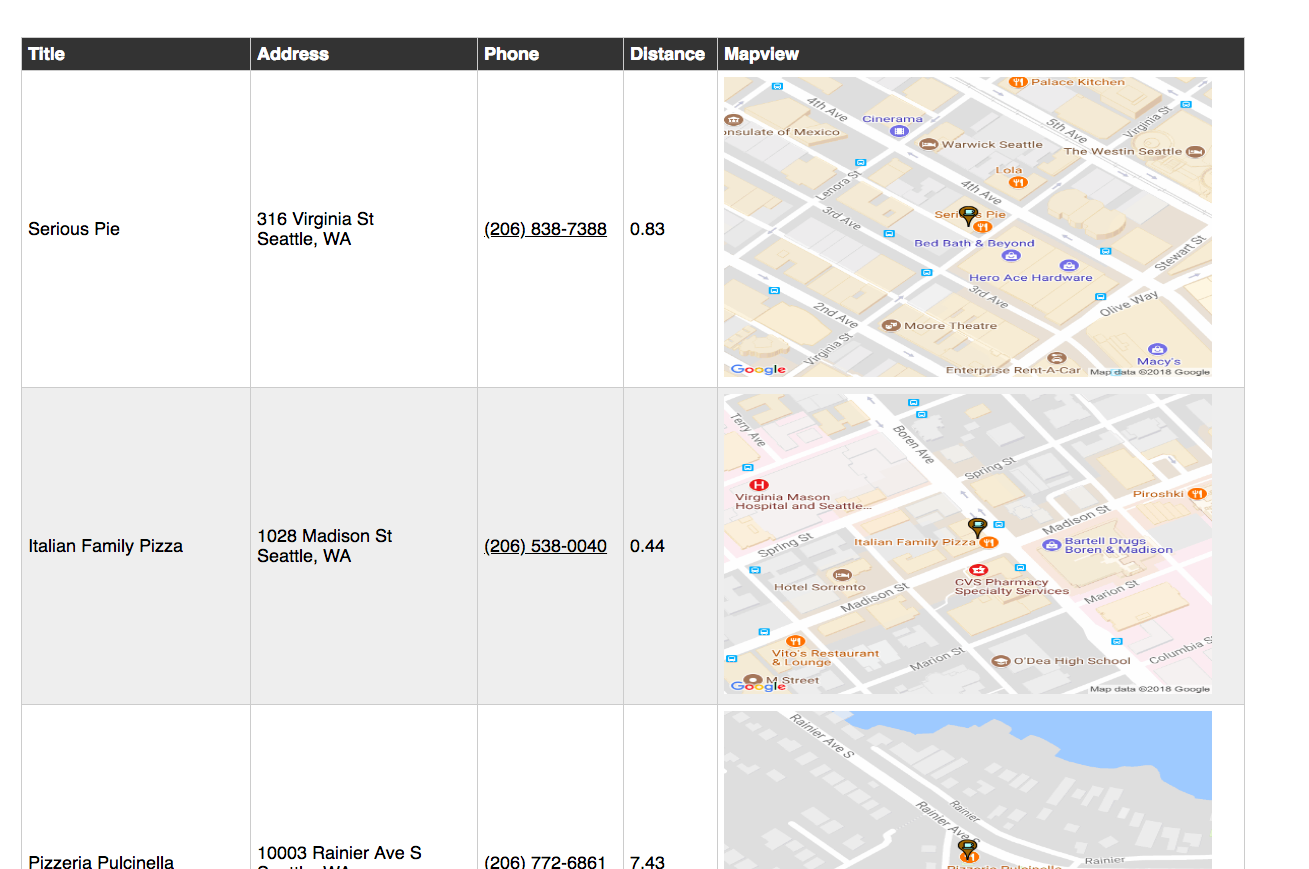 Title Address Phone Distance Mapview
Serious Pie
316 Virginia St
Seattle, WA
(206) 838-7388
0.83
Palace Kitchen
4th Ave
Cinerama
5th Ave
Virginia St
onsulate of Mexico
Warwick Seattle
The Westin Seattle
Lola
Lenora St
4th Ave
3rd Ave
Serious Pie
Bed Bath & Beyond
Stewart St
Hero Ace Hardware
3rd Ave
Olive Way
2nd Ave
Moore Theatre
Virginia St
Macy's
Enterprise Rent-A-Car
Google
Map data ©2018 Google
Italian Family Pizza
1028 Madison St
Seattle, WA
(206) 538-0040
0.44
Terry Ave
Boren Ave
Spring St
Virginia Mason
Hospital and Seattle...
Piroshki
Madison St
Spring St
Italian Family Pizza
Bartell Drugs
Boren & Madison
Hotel Sorrento
CVS Pharmacy
Specialty Services
Madison St
Marion St
Vito's Restaurant
& Lounge
Marion St
O'Dea High School
Columbia S
M Street
Google
Map data ©2018 Google
Pizzeria Pulcinella
10003 Rainier Ave S
Seattle, WA
(206) 772-6861
7.43
Rainier Ave S
Rainier
Rainier Ave S
Rainier
Pizzeria Pulcinella